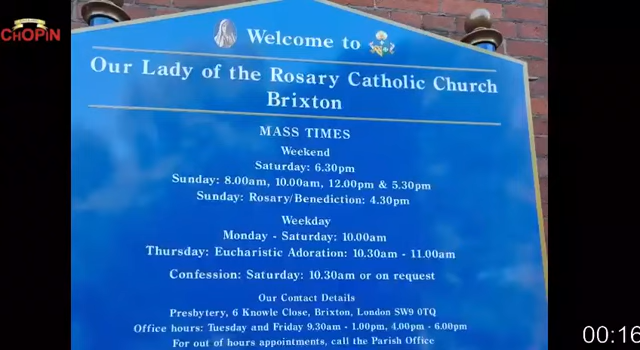 CHOPIN
Welcome to
Our Lady of the Rosary Catholic Church
Brixton
MASS TIMES
Weekend
Saturday: 6.30pm
Sunday: 8.00am, 10.00am, 12.00pm & 5.30pm
Sunday: Rosary/Benediction: 4.30pm
Weekday
Monday - Saturday: 10.00am
Thursday: Eucharistic Adoration: 10.30am - 11.00am
Confession: Saturday: 10.30am or on request
Our Contact Details
Presbytery, 6 Knowle Close, Brixton, London SW9 0TQ
Office hours: Tuesday and Friday 9.30am - 1.00pm, 4.00pm - 6.00pm
For out of hours appointments, call the Parish Office
00:16